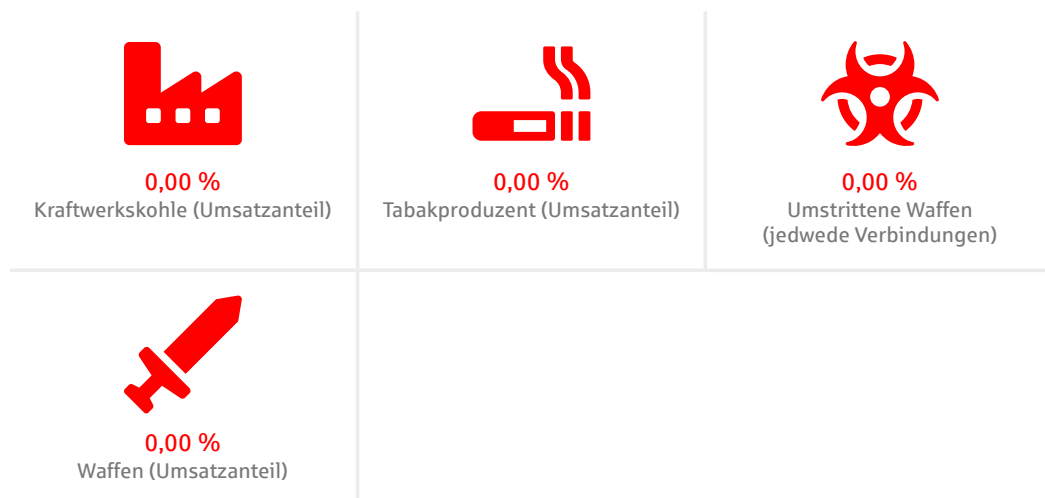 0,00 %
Kraftwerkskohle (Umsatzanteil)
0,00 %
Tabakproduzent (Umsatzanteil)
0,00 %
Umstrittene Waffen
(jedwede Verbindungen)
0,00 %
Waffen (Umsatzanteil)